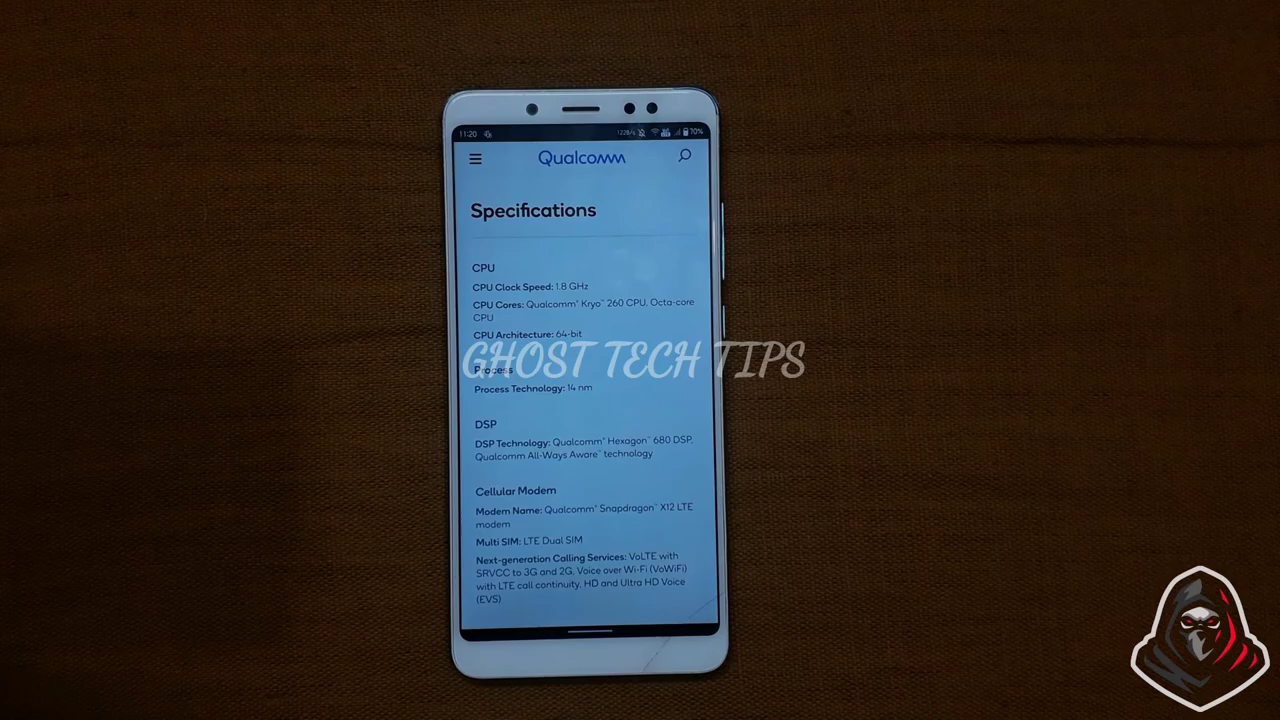 11:20
70%
Qualcomm
Specifications
CPU
CPU Clock Speed: 1.8 GHz
CPU Cores: Qualcomm® Kryo™ 260 CPU, Octa-core
CPU
CPU Architecture: 64-bit
GHOST TECH TIPS
Process
Process Technology: 14 nm
DSP
DSP Technology: Qualcomm® Hexagon™ 680 DSP,
Qualcomm All-Ways Aware™ technology
Cellular Modem
Modem Name: Qualcomm® Snapdragon™ X12 LTE
modem
Multi SIM: LTE Dual SIM
Next-generation Calling Services: VoLTE with
SRVCC to 3G and 2G, Voice over Wi-Fi (VoWiFi)
with LTE call continuity, HD and Ultra HD Voice
(EVS)